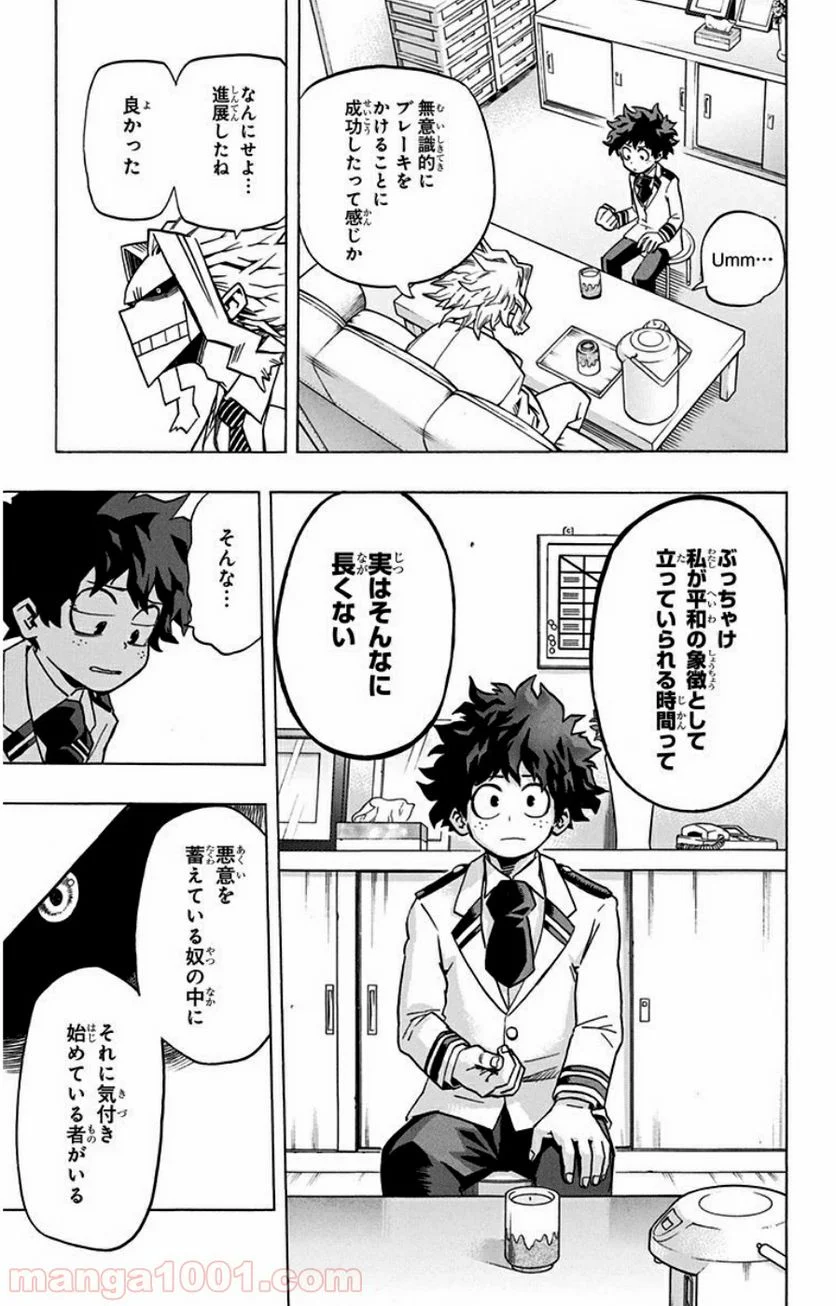 Umm…
無意識的に
ブレーキを
かけることに
成功したって感じか
なんにせよ…
進展したね
良かった
ぶっちゃけ
私が平和の象徴として
立っていられる時間って
実はそんなに
長くない
そんな…
悪意を
蓄えている奴の中に
それに気付き
始めている者がいる
manga1001.com